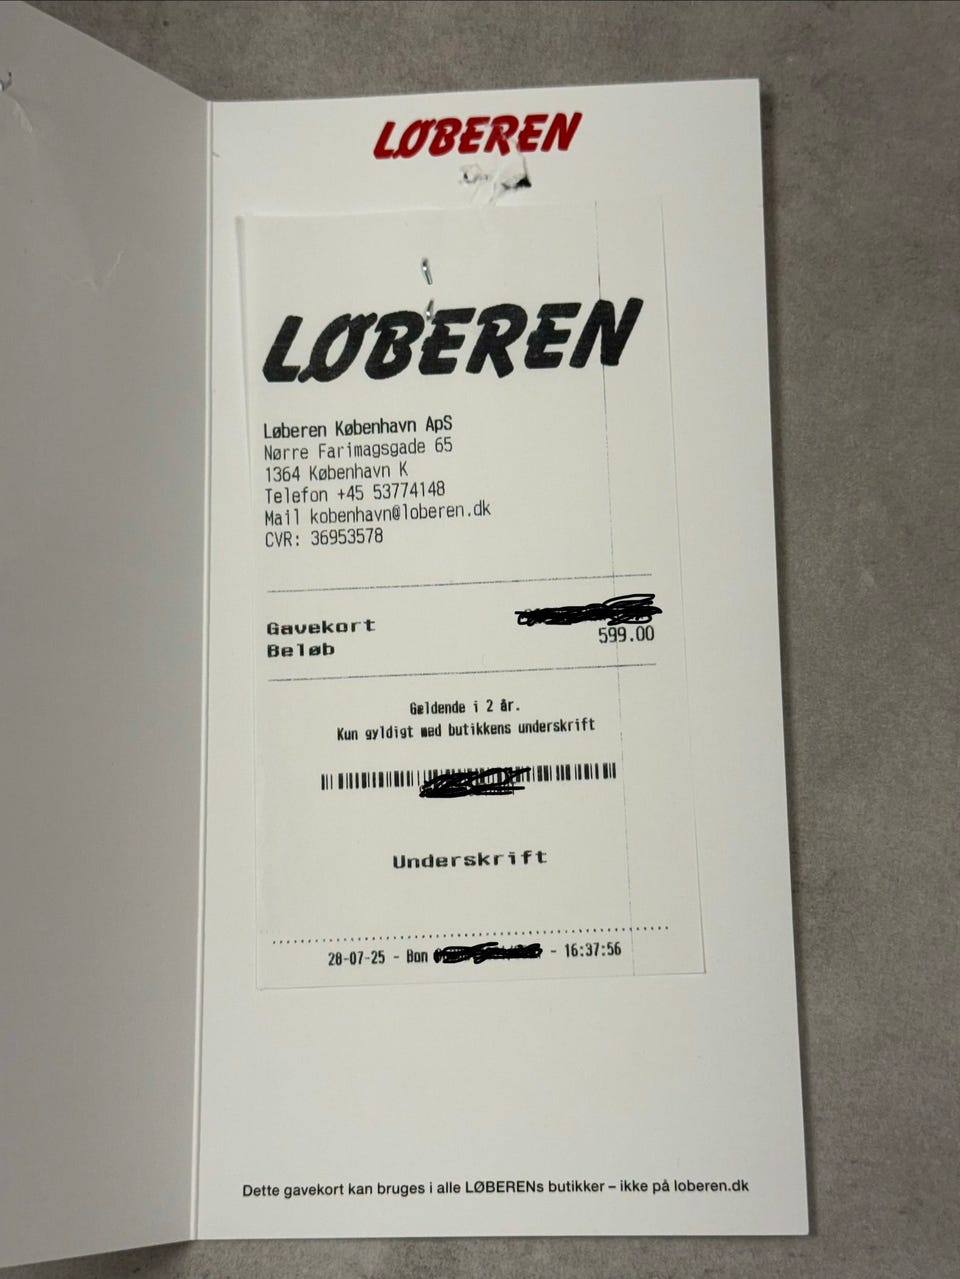 LØBEREN
LØBEREN
Løberen København ApS
Nørre Farimagsgade 65
1364 København K
Telefon +45 53774148
Mail kobenhavn@loberen.dk
CVR: 36953578
Gavekort
Beløb 599.00
Gældende i 2 år.
Kun gyldigt med butikkens underskrift
Underskrift
28-07-25 - Bon - 16:37:56
Dette gavekort kan bruges i alle LØBERENs butikker – ikke på loberen.dk